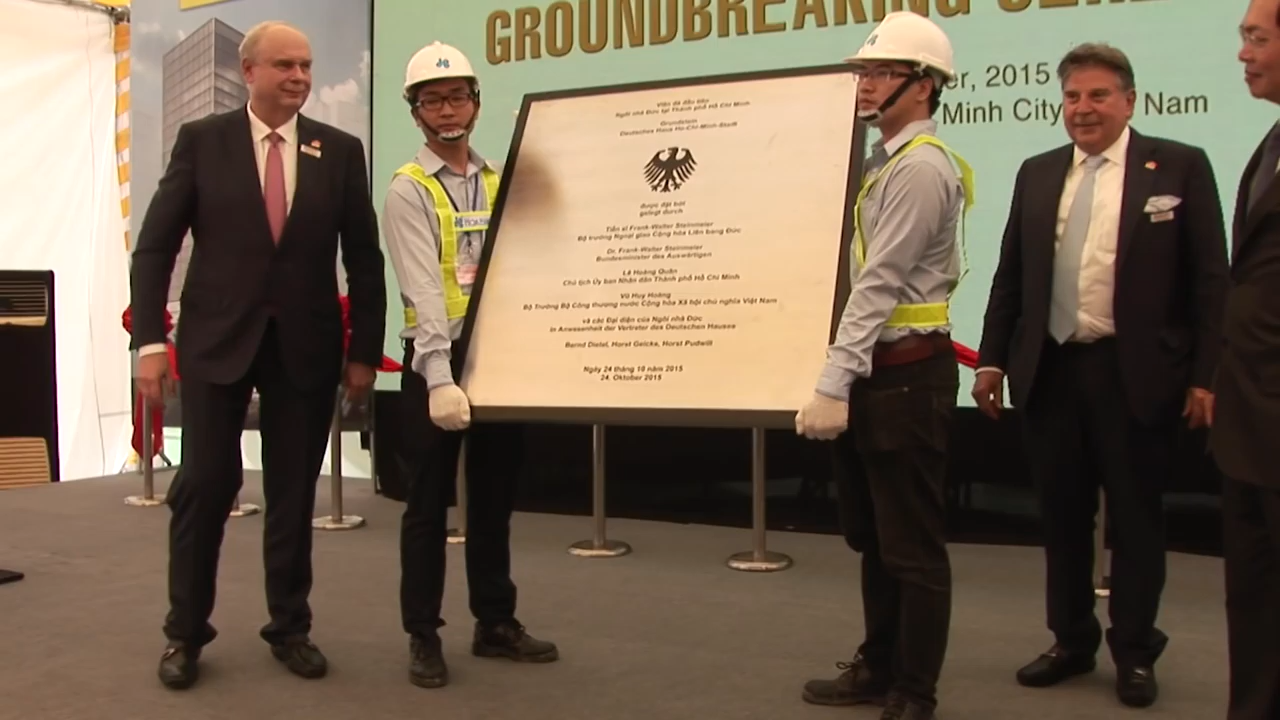 GROUNDBREAKING
er, 2015
Minh City
Nam
Viên đá đầu tiên
Ngôi nhà Đức tại Thành phố Hồ Chí Minh
Grundstein
Deutsches Haus Ho-Chi-Minh-Stadt
được đặt bởi
gelegt durch
Tiến sĩ Frank-Walter Steinmeier
Bộ trưởng Ngoại giao Cộng hòa Liên bang Đức
Dr. Frank-Walter Steinmeier
Bundesminister des Auswärtigen
Lê Hoàng Quân
Chủ tịch Ủy ban Nhân dân Thành phố Hồ Chí Minh
Vũ Huy Hoàng
Bộ Trưởng Bộ Công thương nước Cộng hòa Xã hội chủ nghĩa Việt Nam
và các Đại diện của Ngôi nhà Đức
in Anwesenheit der Vertreter des Deutschen Hauses
Bernd Dietel, Horst Geicke, Horst Pudwill
Ngày 24 tháng 10 năm 2015
24. Oktober 2015